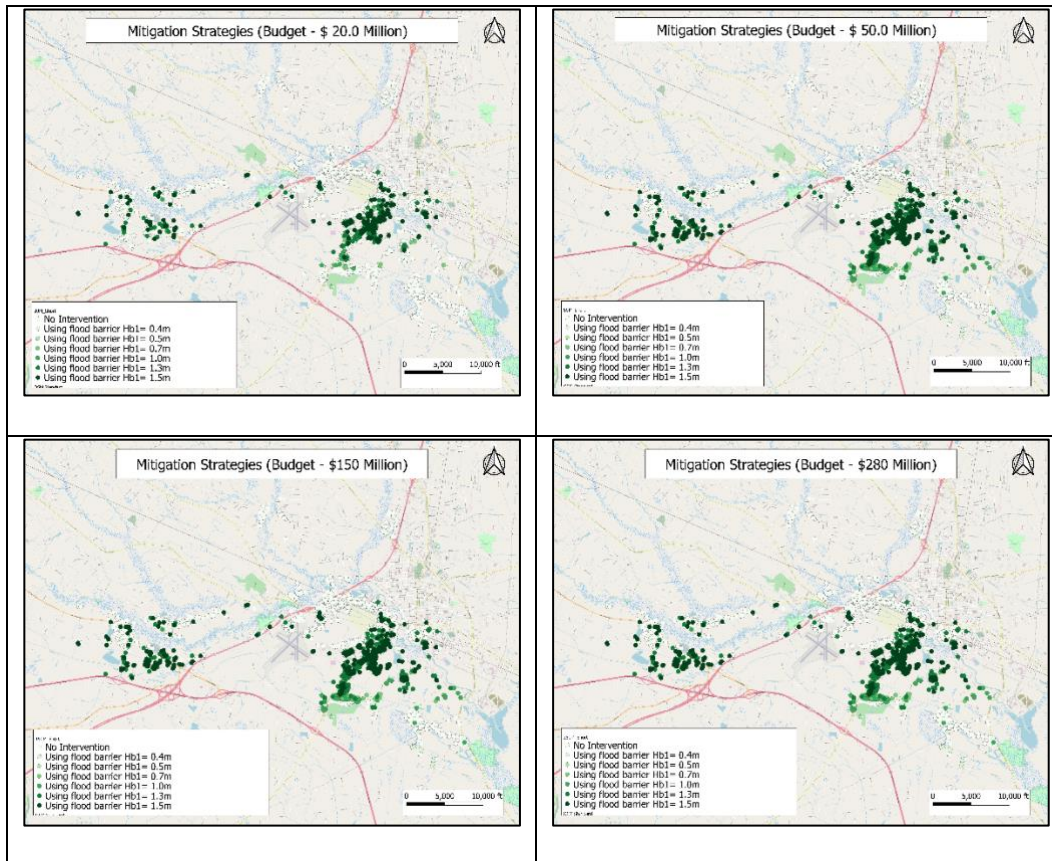 Mitigation Strategies (Budget - $ 20.0 Million)
No Intervention
Using flood barrier Hb1= 0.4m
Using flood barrier Hb1= 0.5m
Using flood barrier Hb1= 0.7m
Using flood barrier Hb1= 1.0m
Using flood barrier Hb1= 1.3m
Using flood barrier Hb1= 1.5m
0 5,000 10,000 ft
Mitigation Strategies (Budget - $ 50.0 Million)
No Intervention
Using flood barrier Hb1= 0.4m
Using flood barrier Hb1= 0.5m
Using flood barrier Hb1= 0.7m
Using flood barrier Hb1= 1.0m
Using flood barrier Hb1= 1.3m
Using flood barrier Hb1= 1.5m
0 5,000 10,000 ft
Mitigation Strategies (Budget - $150 Million)
No Intervention
Using flood barrier Hb1= 0.4m
Using flood barrier Hb1= 0.5m
Using flood barrier Hb1= 0.7m
Using flood barrier Hb1= 1.0m
Using flood barrier Hb1= 1.3m
Using flood barrier Hb1= 1.5m
0 5,000 10,000 ft
Mitigation Strategies (Budget - $280 Million)
No Intervention
Using flood barrier Hb1= 0.4m
Using flood barrier Hb1= 0.5m
Using flood barrier Hb1= 0.7m
Using flood barrier Hb1= 1.0m
Using flood barrier Hb1= 1.3m
Using flood barrier Hb1= 1.5m
0 5,000 10,000 ft